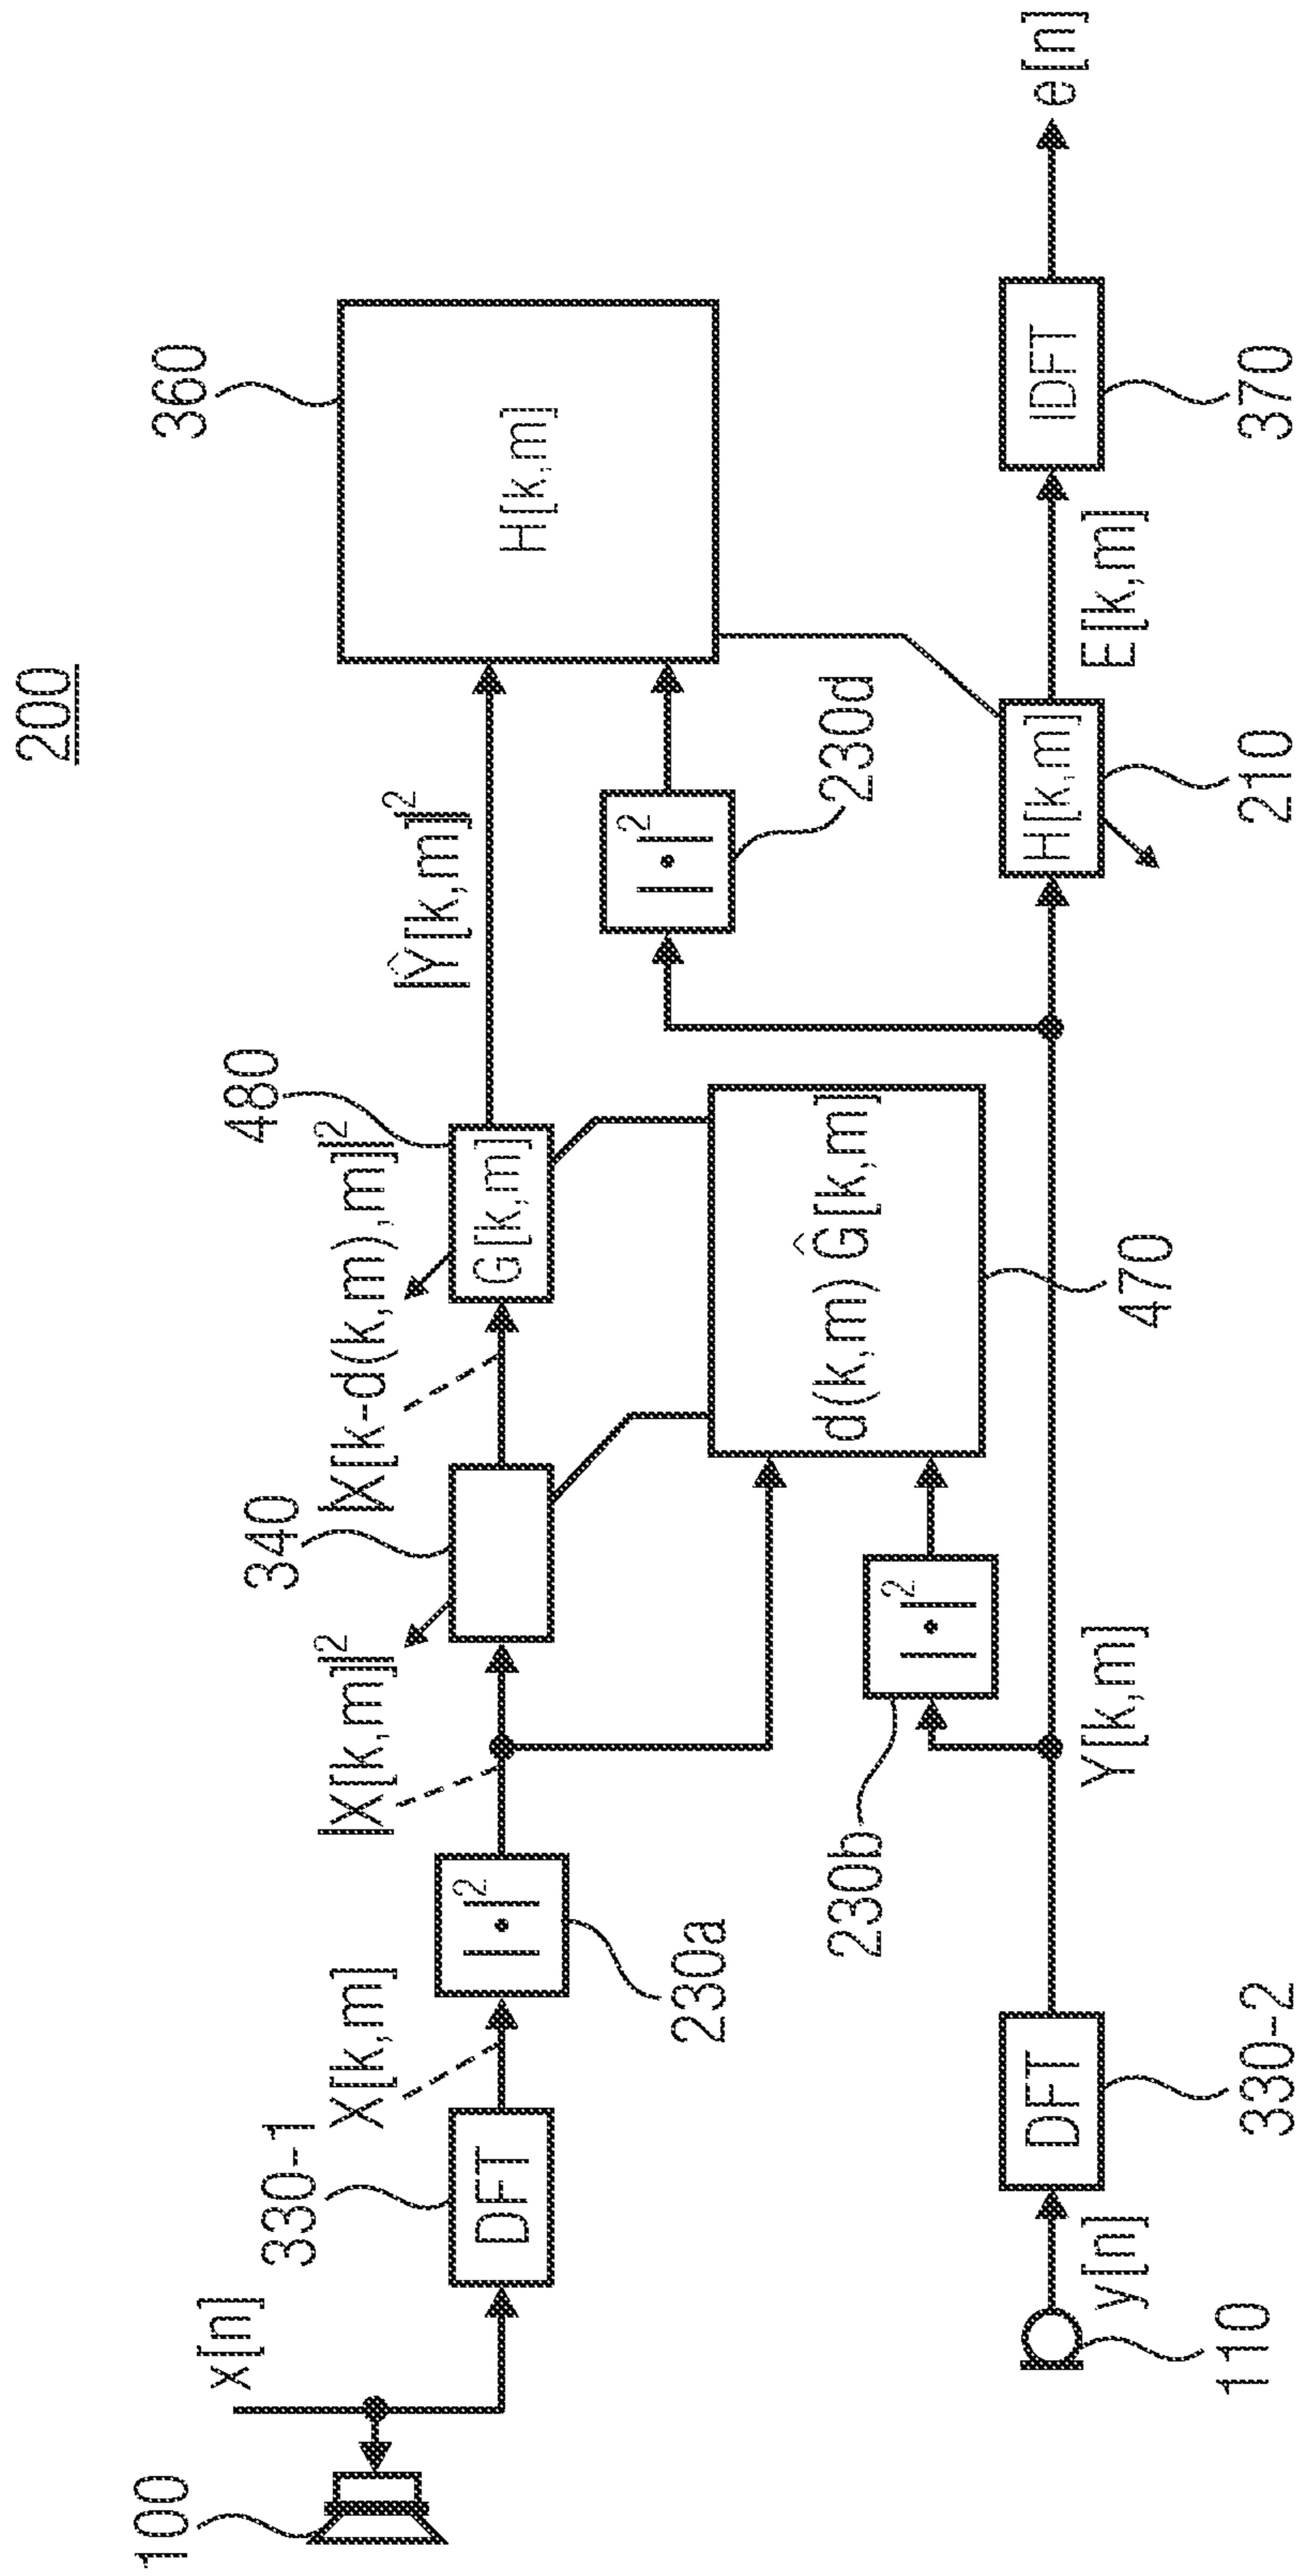 200
100
x[n]
330-1
DFT
X[k,m]
|·|²
230a
|X[k,m]|²
340
|X[k-d(k,m),m]|²
480
G[k,m]
|Ŷ[k,m]|²
360
H[k,m]
|·|²
230d
d(k,m) Ĝ[k,m]
470
|·|²
230b
110
y[n]
DFT
330-2
Y[k,m]
H[k,m]
210
E[k,m]
IDFT
370
e[n]